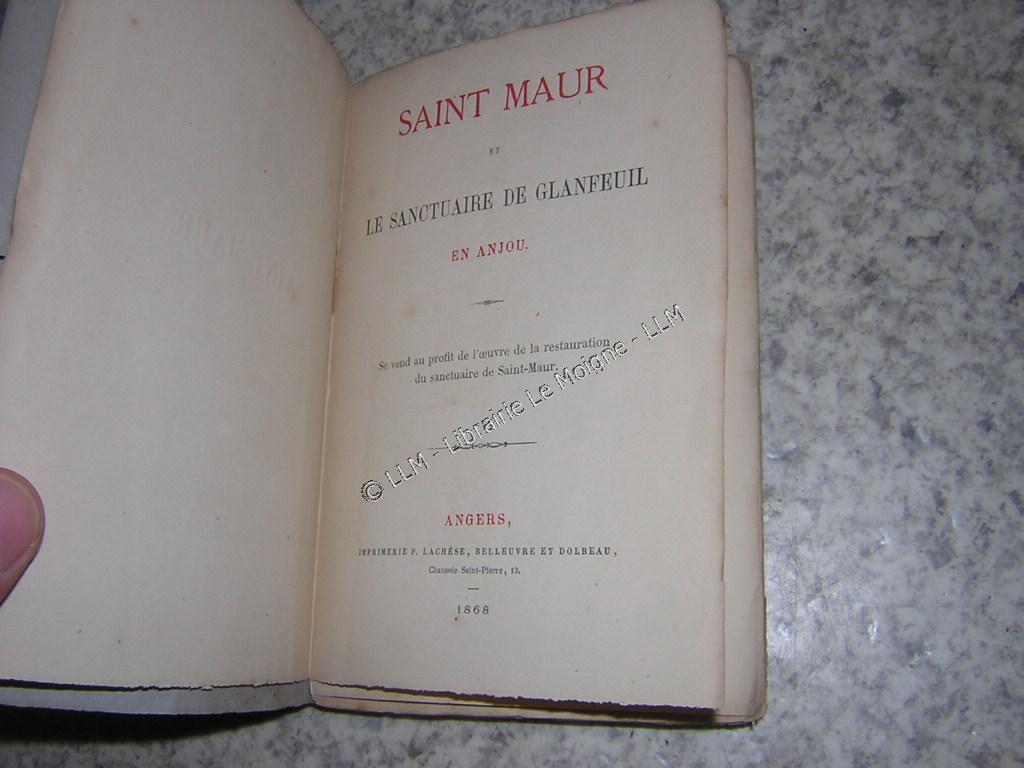 SAINT MAUR
ET
LE SANCTUAIRE DE GLANFEUIL
EN ANJOU.
Se vend au profit de l'œuvre de la restauration
du sanctuaire de Saint-Maur.
© LLM - Librairie Le Moigne - LLM
ANGERS,
IMPRIMERIE P. LACHÈSE, BELLEUVRE ET DOLBEAU,
Chaussée Saint-Pierre, 13.
1868